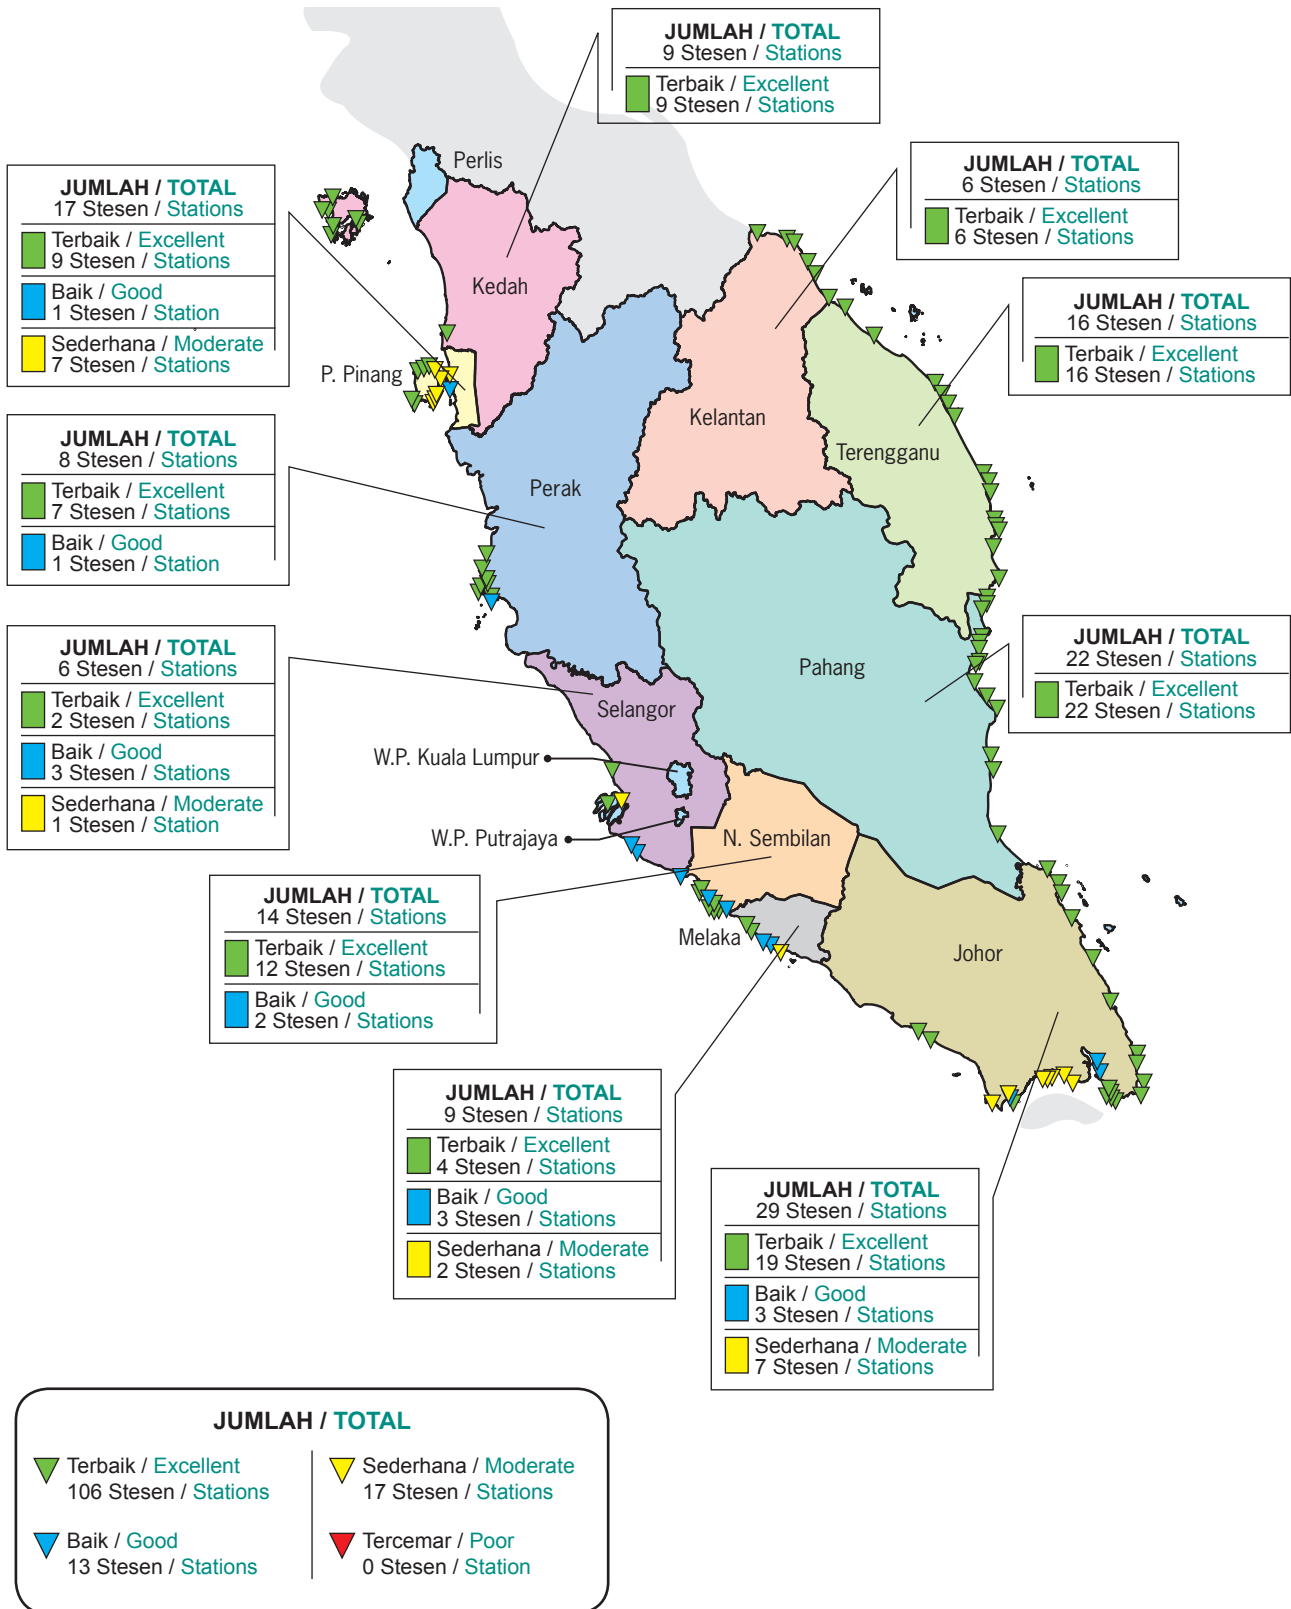 JUMLAH / TOTAL
9 Stesen / Stations
Terbaik / Excellent
9 Stesen / Stations
JUMLAH / TOTAL
6 Stesen / Stations
Terbaik / Excellent
6 Stesen / Stations
JUMLAH / TOTAL
17 Stesen / Stations
Terbaik / Excellent
9 Stesen / Stations
Baik / Good
1 Stesen / Station
Sederhana / Moderate
7 Stesen / Stations
JUMLAH / TOTAL
16 Stesen / Stations
Terbaik / Excellent
16 Stesen / Stations
Perlis
Kedah
P. Pinang
Kelantan
Terengganu
Perak
JUMLAH / TOTAL
8 Stesen / Stations
Terbaik / Excellent
7 Stesen / Stations
Baik / Good
1 Stesen / Station
JUMLAH / TOTAL
6 Stesen / Stations
Terbaik / Excellent
2 Stesen / Stations
Baik / Good
3 Stesen / Stations
Sederhana / Moderate
1 Stesen / Station
JUMLAH / TOTAL
22 Stesen / Stations
Terbaik / Excellent
22 Stesen / Stations
Pahang
Selangor
W.P. Kuala Lumpur
W.P. Putrajaya
N. Sembilan
Melaka
Johor
JUMLAH / TOTAL
14 Stesen / Stations
Terbaik / Excellent
12 Stesen / Stations
Baik / Good
2 Stesen / Stations
JUMLAH / TOTAL
9 Stesen / Stations
Terbaik / Excellent
4 Stesen / Stations
Baik / Good
3 Stesen / Stations
Sederhana / Moderate
2 Stesen / Stations
JUMLAH / TOTAL
29 Stesen / Stations
Terbaik / Excellent
19 Stesen / Stations
Baik / Good
3 Stesen / Stations
Sederhana / Moderate
7 Stesen / Stations
JUMLAH / TOTAL
Terbaik / Excellent
106 Stesen / Stations
Baik / Good
13 Stesen / Stations
Sederhana / Moderate
17 Stesen / Stations
Tercemar / Poor
0 Stesen / Station